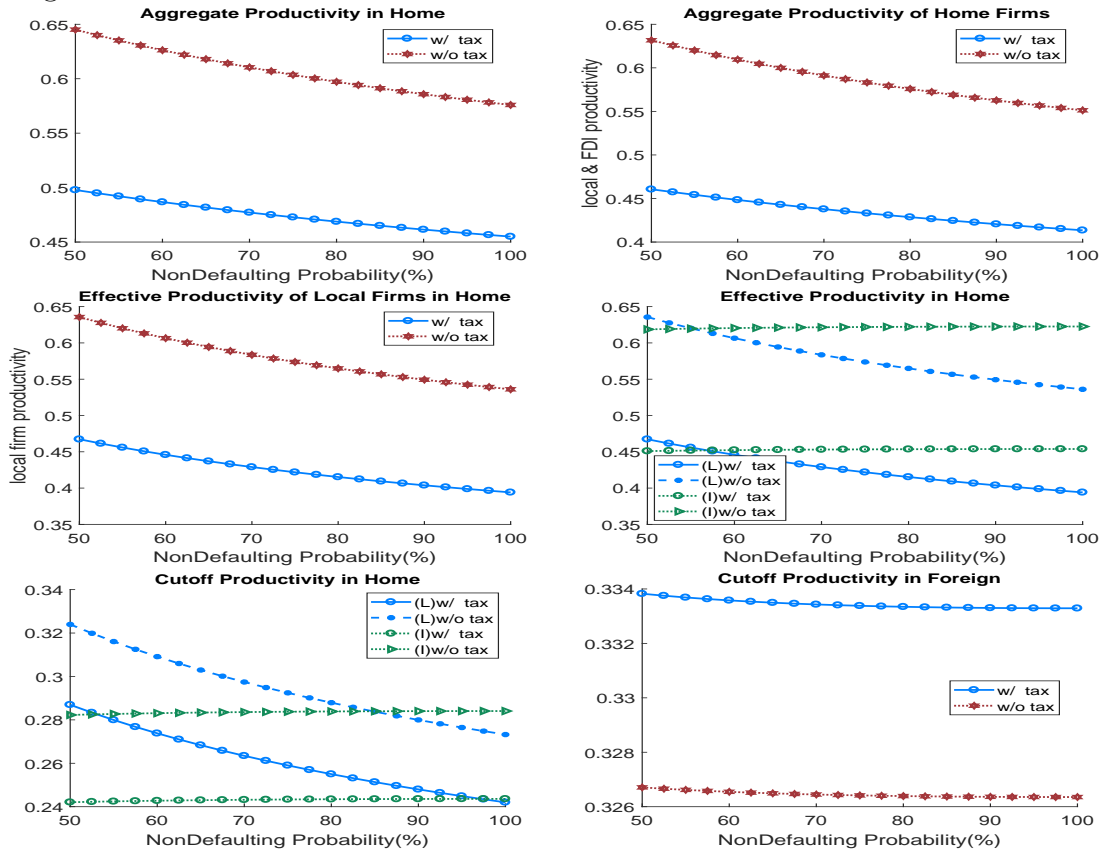 Aggregate Productivity in Home
0.65
0.6
0.55
0.5
0.45
50 60 70 80 90 100
NonDefaulting Probability(%)
w/ tax
w/o tax
Aggregate Productivity of Home Firms
local & FDI productivity
0.65
0.6
0.55
0.5
0.45
0.4
50 60 70 80 90 100
NonDefaulting Probability(%)
w/ tax
w/o tax
Effective Productivity of Local Firms in Home
local firm productivity
0.65
0.6
0.55
0.5
0.45
0.4
0.35
50 60 70 80 90 100
NonDefaulting Probability(%)
w/ tax
w/o tax
Effective Productivity in Home
0.65
0.6
0.55
0.5
0.45
0.4
0.35
50 60 70 80 90 100
NonDefaulting Probability(%)
(L)w/ tax
(L)w/o tax
(I)w/ tax
(I)w/o tax
Cutoff Productivity in Home
0.34
0.32
0.3
0.28
0.26
0.24
50 60 70 80 90 100
NonDefaulting Probability(%)
(L)w/ tax
(L)w/o tax
(I)w/ tax
(I)w/o tax
Cutoff Productivity in Foreign
0.334
0.332
0.33
0.328
0.326
50 60 70 80 90 100
NonDefaulting Probability(%)
w/ tax
w/o tax